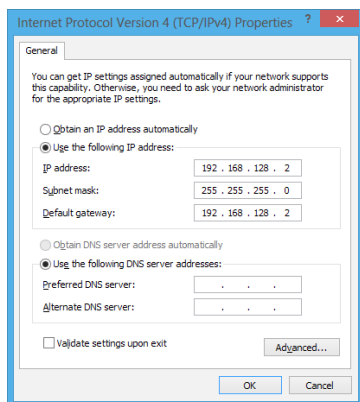 Internet Protocol Version 4 (TCP/IPv4) Properties ? ×
General
You can get IP settings assigned automatically if your network supports
this capability. Otherwise, you need to ask your network administrator
for the appropriate IP settings.
Obtain an IP address automatically
Use the following IP address:
IP address: 192 . 168 . 128 . 2
Subnet mask: 255 . 255 . 255 . 0
Default gateway: 192 . 168 . 128 . 2
Obtain DNS server address automatically
Use the following DNS server addresses:
Preferred DNS server: . . .
Alternate DNS server: . . .
Validate settings upon exit
Advanced...
OK Cancel